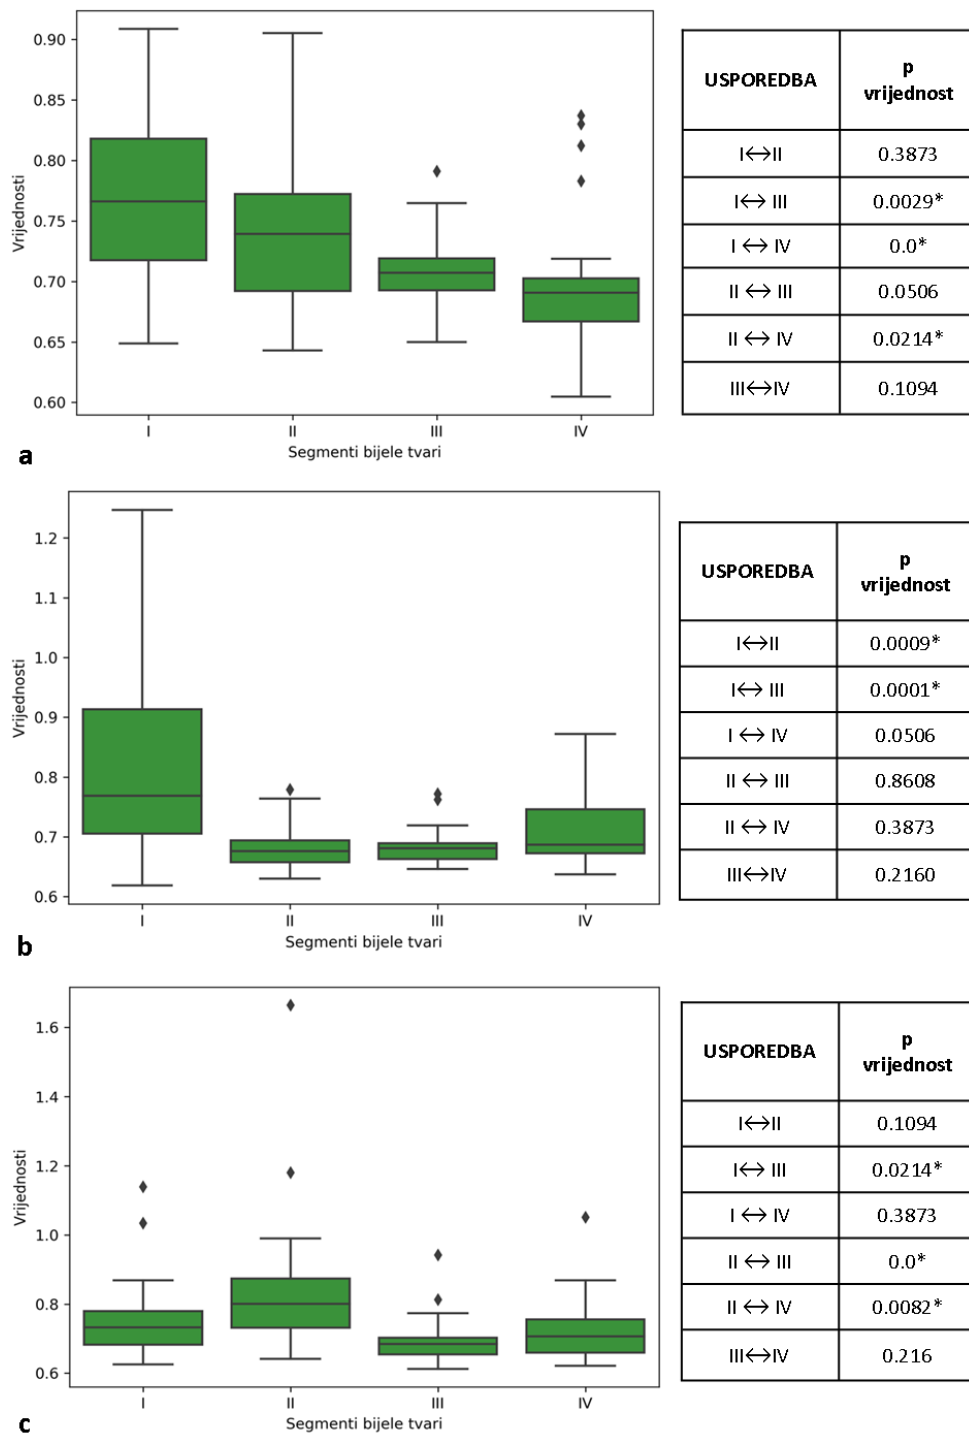 0.90
0.85
0.80
0.75
0.70
0.65
0.60
Vrijednosti
I II III IV
Segmenti bijele tvari
a
USPOREDBA p vrijednost
I↔II 0.3873
I↔ III 0.0029*
I ↔ IV 0.0*
II ↔ III 0.0506
II ↔ IV 0.0214*
III↔IV 0.1094
1.2
1.1
1.0
0.9
0.8
0.7
0.6
Vrijednosti
I II III IV
Segmenti bijele tvari
b
USPOREDBA p vrijednost
I↔II 0.0009*
I↔ III 0.0001*
I ↔ IV 0.0506
II ↔ III 0.8608
II ↔ IV 0.3873
III↔IV 0.2160
1.6
1.4
1.2
1.0
0.8
0.6
Vrijednosti
I II III IV
Segmenti bijele tvari
c
USPOREDBA p vrijednost
I↔II 0.1094
I↔ III 0.0214*
I ↔ IV 0.3873
II ↔ III 0.0*
II ↔ IV 0.0082*
III↔IV 0.216